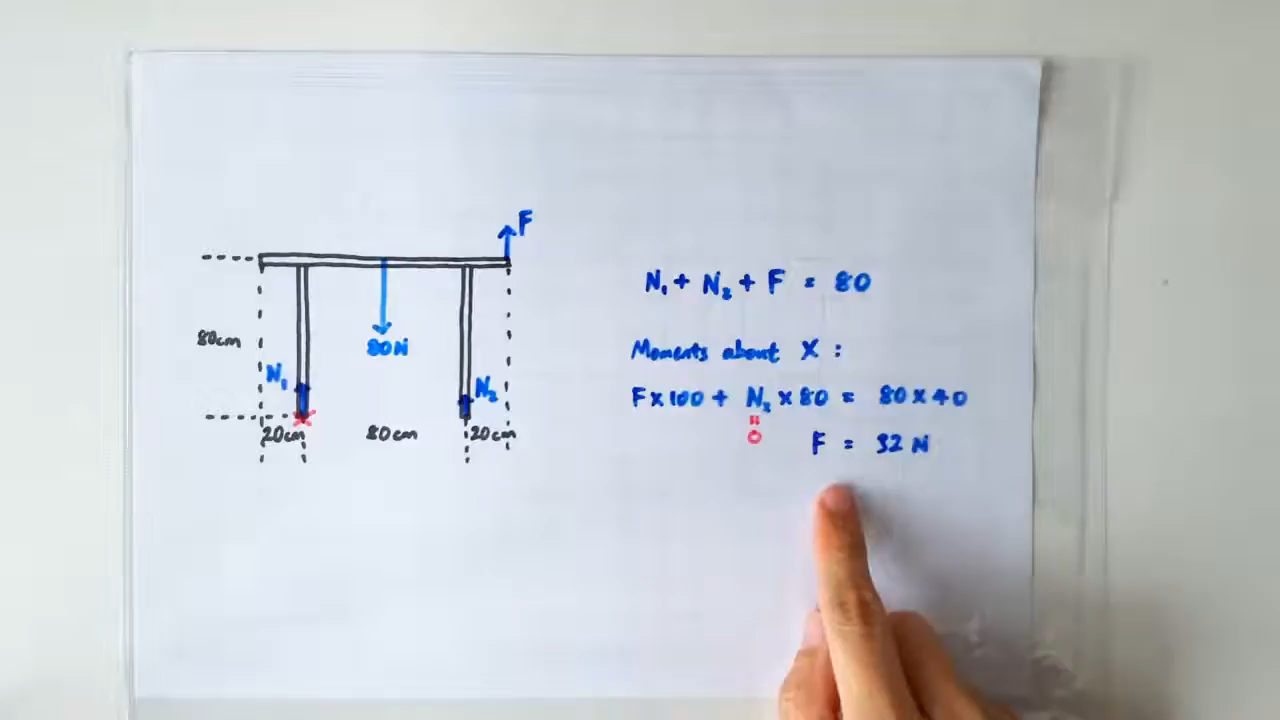 F
80cm
80N
N₁
N₂
20cm
80cm
20cm
N₁ + N₂ + F = 80
Moments about X :
F x 100 + N₂ x 80 = 80 x 40
"
0
F = 32 N